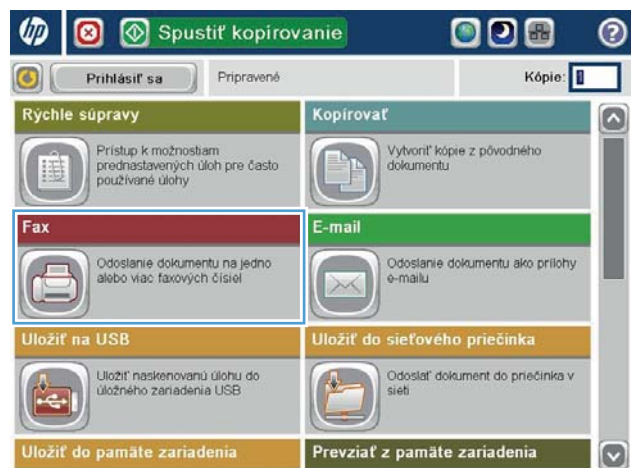 hp
Spustiť kopírovanie
?
Prihlásiť sa
Pripravené
Kópie: 1
Rýchle súpravy
Prístup k možnostiam
prednastavených úloh pre často
používané úlohy
Kopírovať
Vytvoriť kópie z pôvodného
dokumentu
Fax
Odoslanie dokumentu na jedno
alebo viac faxových čísiel
E-mail
Odoslanie dokumentu ako prílohy
e-mailu
Uložiť na USB
Uložiť naskenovanú úlohu do
úložného zariadenia USB
Uložiť do sieťového priečinka
Odoslať dokument do priečinka v
sieti
Uložiť do pamäte zariadenia
Prevziať z pamäte zariadenia